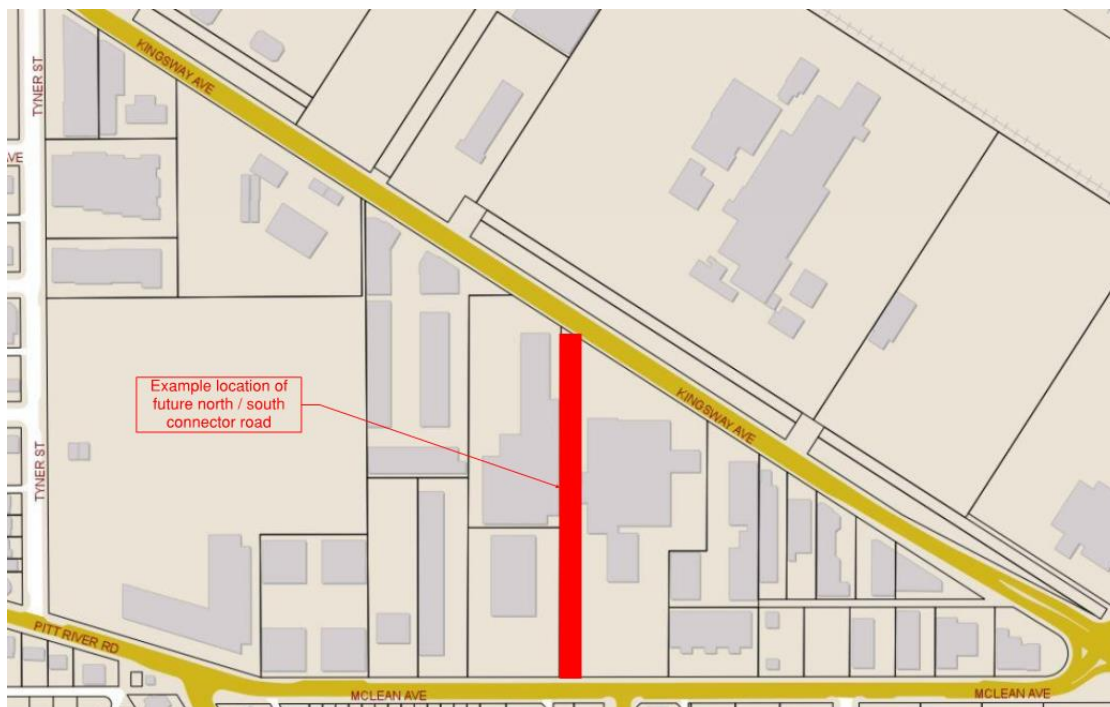 TYNER ST
KINGSWAY AVE
AVE
Example location of
future north / south
connector road
KINGSWAY AVE
TYNER ST
PITT RIVER RD
MCLEAN AVE
MCLEAN AVE